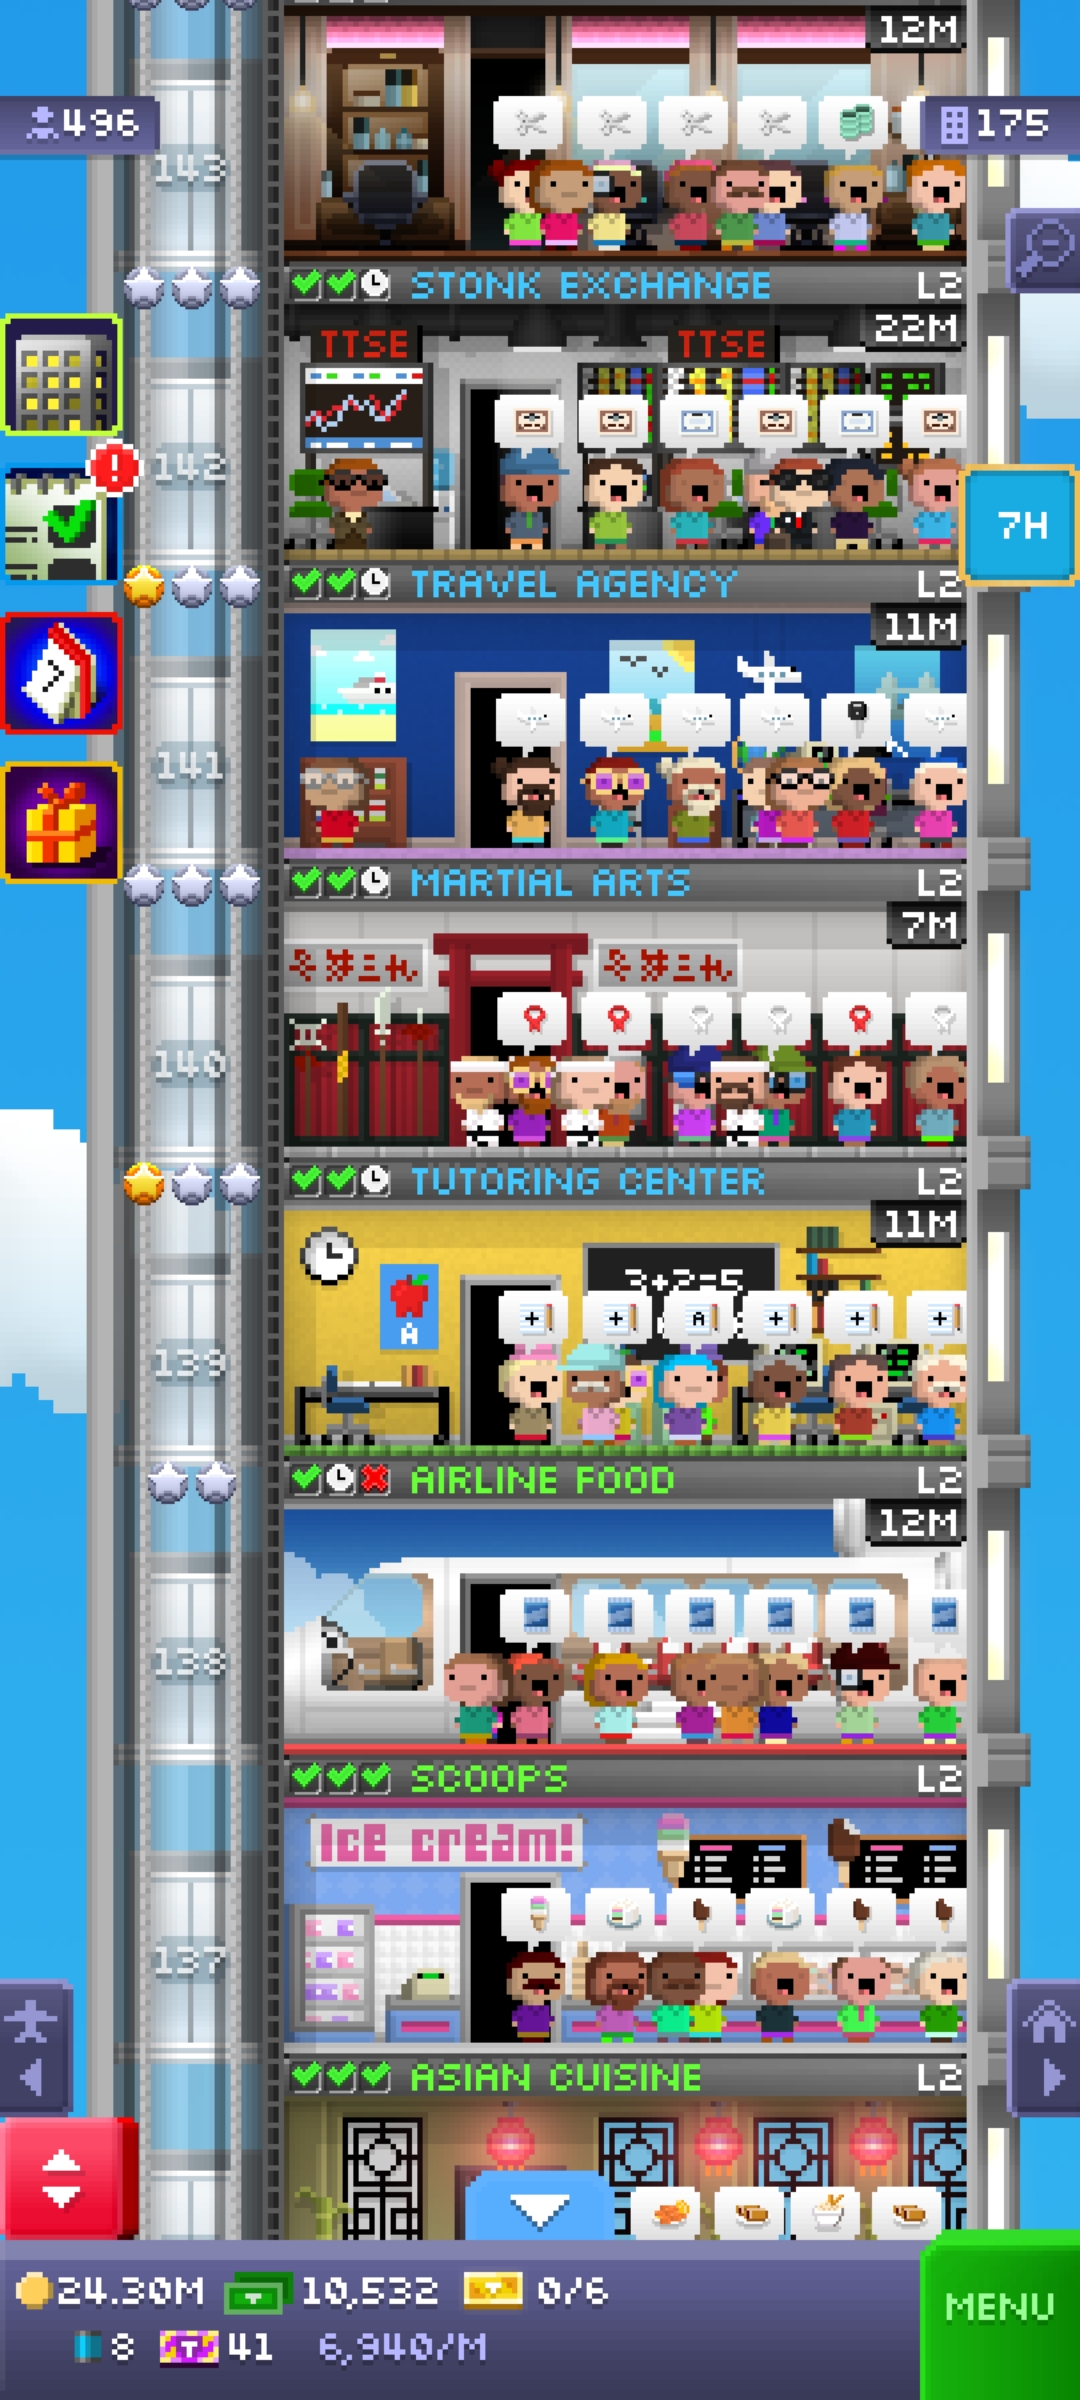 12M
496
175
143
STONK EXCHANGE L2
22M
TTSE TTSE
142
7H
TRAVEL AGENCY L2
11M
7
141
MARTIAL ARTS L2
7M
140
TUTORING CENTER L2
11M
3+2=5
A
+ + A + + +
139
AIRLINE FOOD L2
12M
138
SCOOPS L2
Ice cream!
137
ASIAN CUISINE L2
24.30M 10,532 0/6
MENU
8 T 41 6,940/M